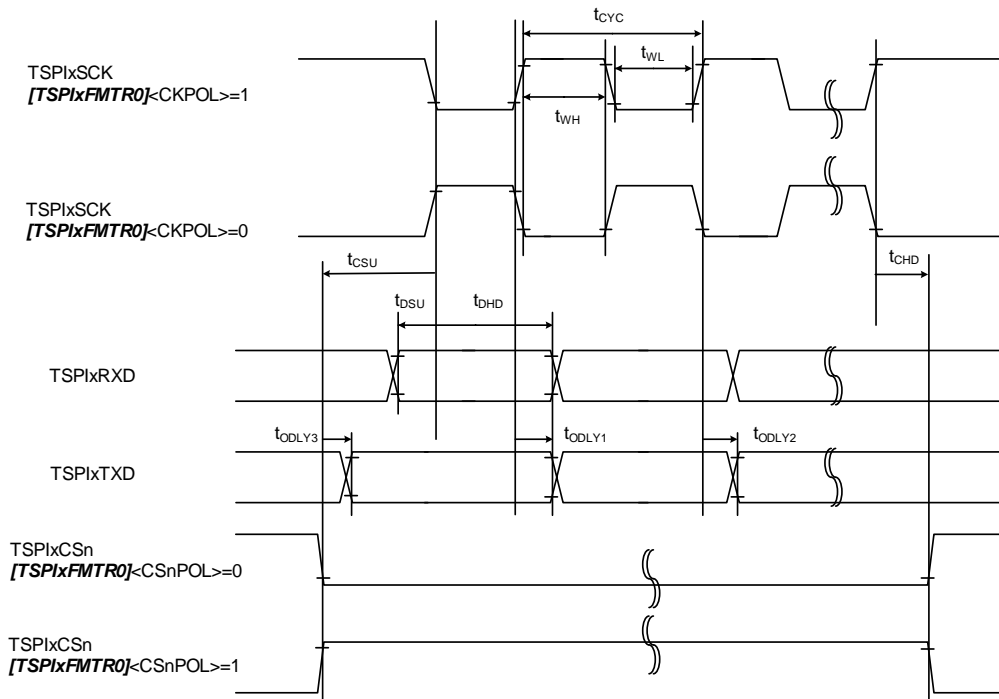 tCYC
tWL
TSPIxSCK
[TSPIxFMTR0]<CKPOL>=1
tWH
TSPIxSCK
[TSPIxFMTR0]<CKPOL>=0
tCSU
tCHD
tDSU
tDHD
TSPIxRXD
tODLY3
tODLY1
tODLY2
TSPIxTXD
TSPIxCSn
[TSPIxFMTR0]<CSnPOL>=0
TSPIxCSn
[TSPIxFMTR0]<CSnPOL>=1